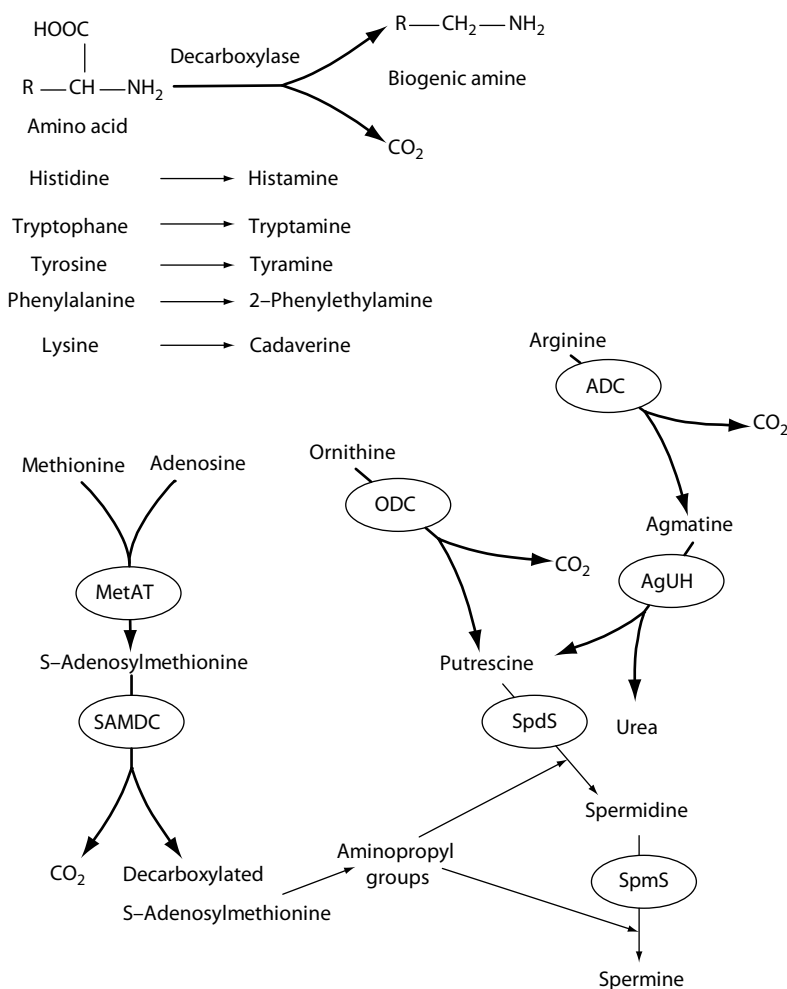 HOOC
R—CH—NH₂
Amino acid
Decarboxylase
R—CH₂—NH₂
Biogenic amine
CO₂
Histidine Histamine
Tryptophane Tryptamine
Tyrosine Tyramine
Phenylalanine 2–Phenylethylamine
Lysine Cadaverine
Arginine
ADC
CO₂
Agmatine
AgUH
Urea
Ornithine
ODC
CO₂
Putrescine
SpdS
Spermidine
SpmS
Spermine
Methionine Adenosine
MetAT
S–Adenosylmethionine
SAMDC
CO₂
Decarboxylated
S–Adenosylmethionine
Aminopropyl
groups